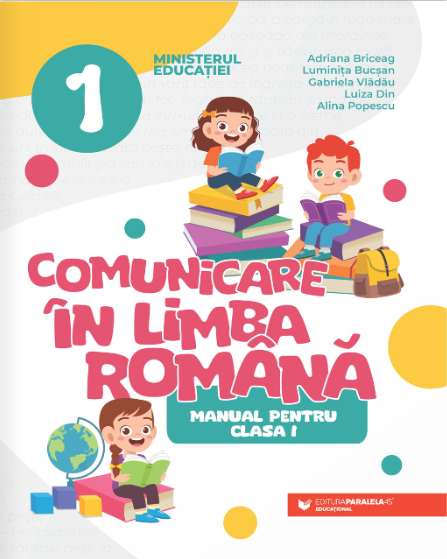 1
MINISTERUL
EDUCAȚIEI
Adriana Briceag
Luminița Bucșan
Gabriela Vlădău
Luiza Din
Alina Popescu
COMUNICARE
ÎN LIMBA
ROMÂNĂ
MANUAL PENTRU
CLASA I
EDITURA PARALELA 45
EDUCAȚIONAL